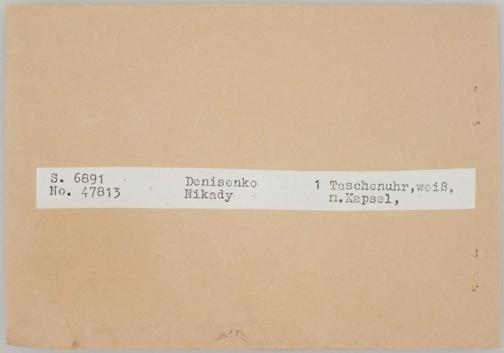 S. 6891 Denisenko 1 Taschenuhr,weiß,
No. 47813 Nikady n.Kapsel,